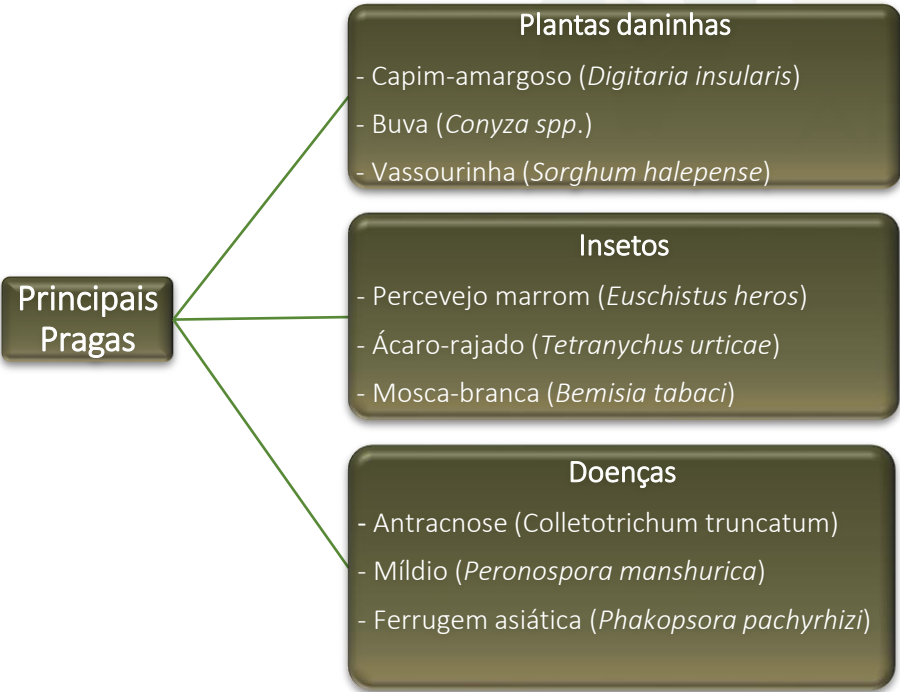 Principais
Pragas
Plantas daninhas
- Capim-amargoso (Digitaria insularis)
- Buva (Conyza spp.)
- Vassourinha (Sorghum halepense)
Insetos
- Percevejo marrom (Euschistus heros)
- Ácaro-rajado (Tetranychus urticae)
- Mosca-branca (Bemisia tabaci)
Doenças
- Antracnose (Colletotrichum truncatum)
- Míldio (Peronospora manshurica)
- Ferrugem asiática (Phakopsora pachyrhizi)